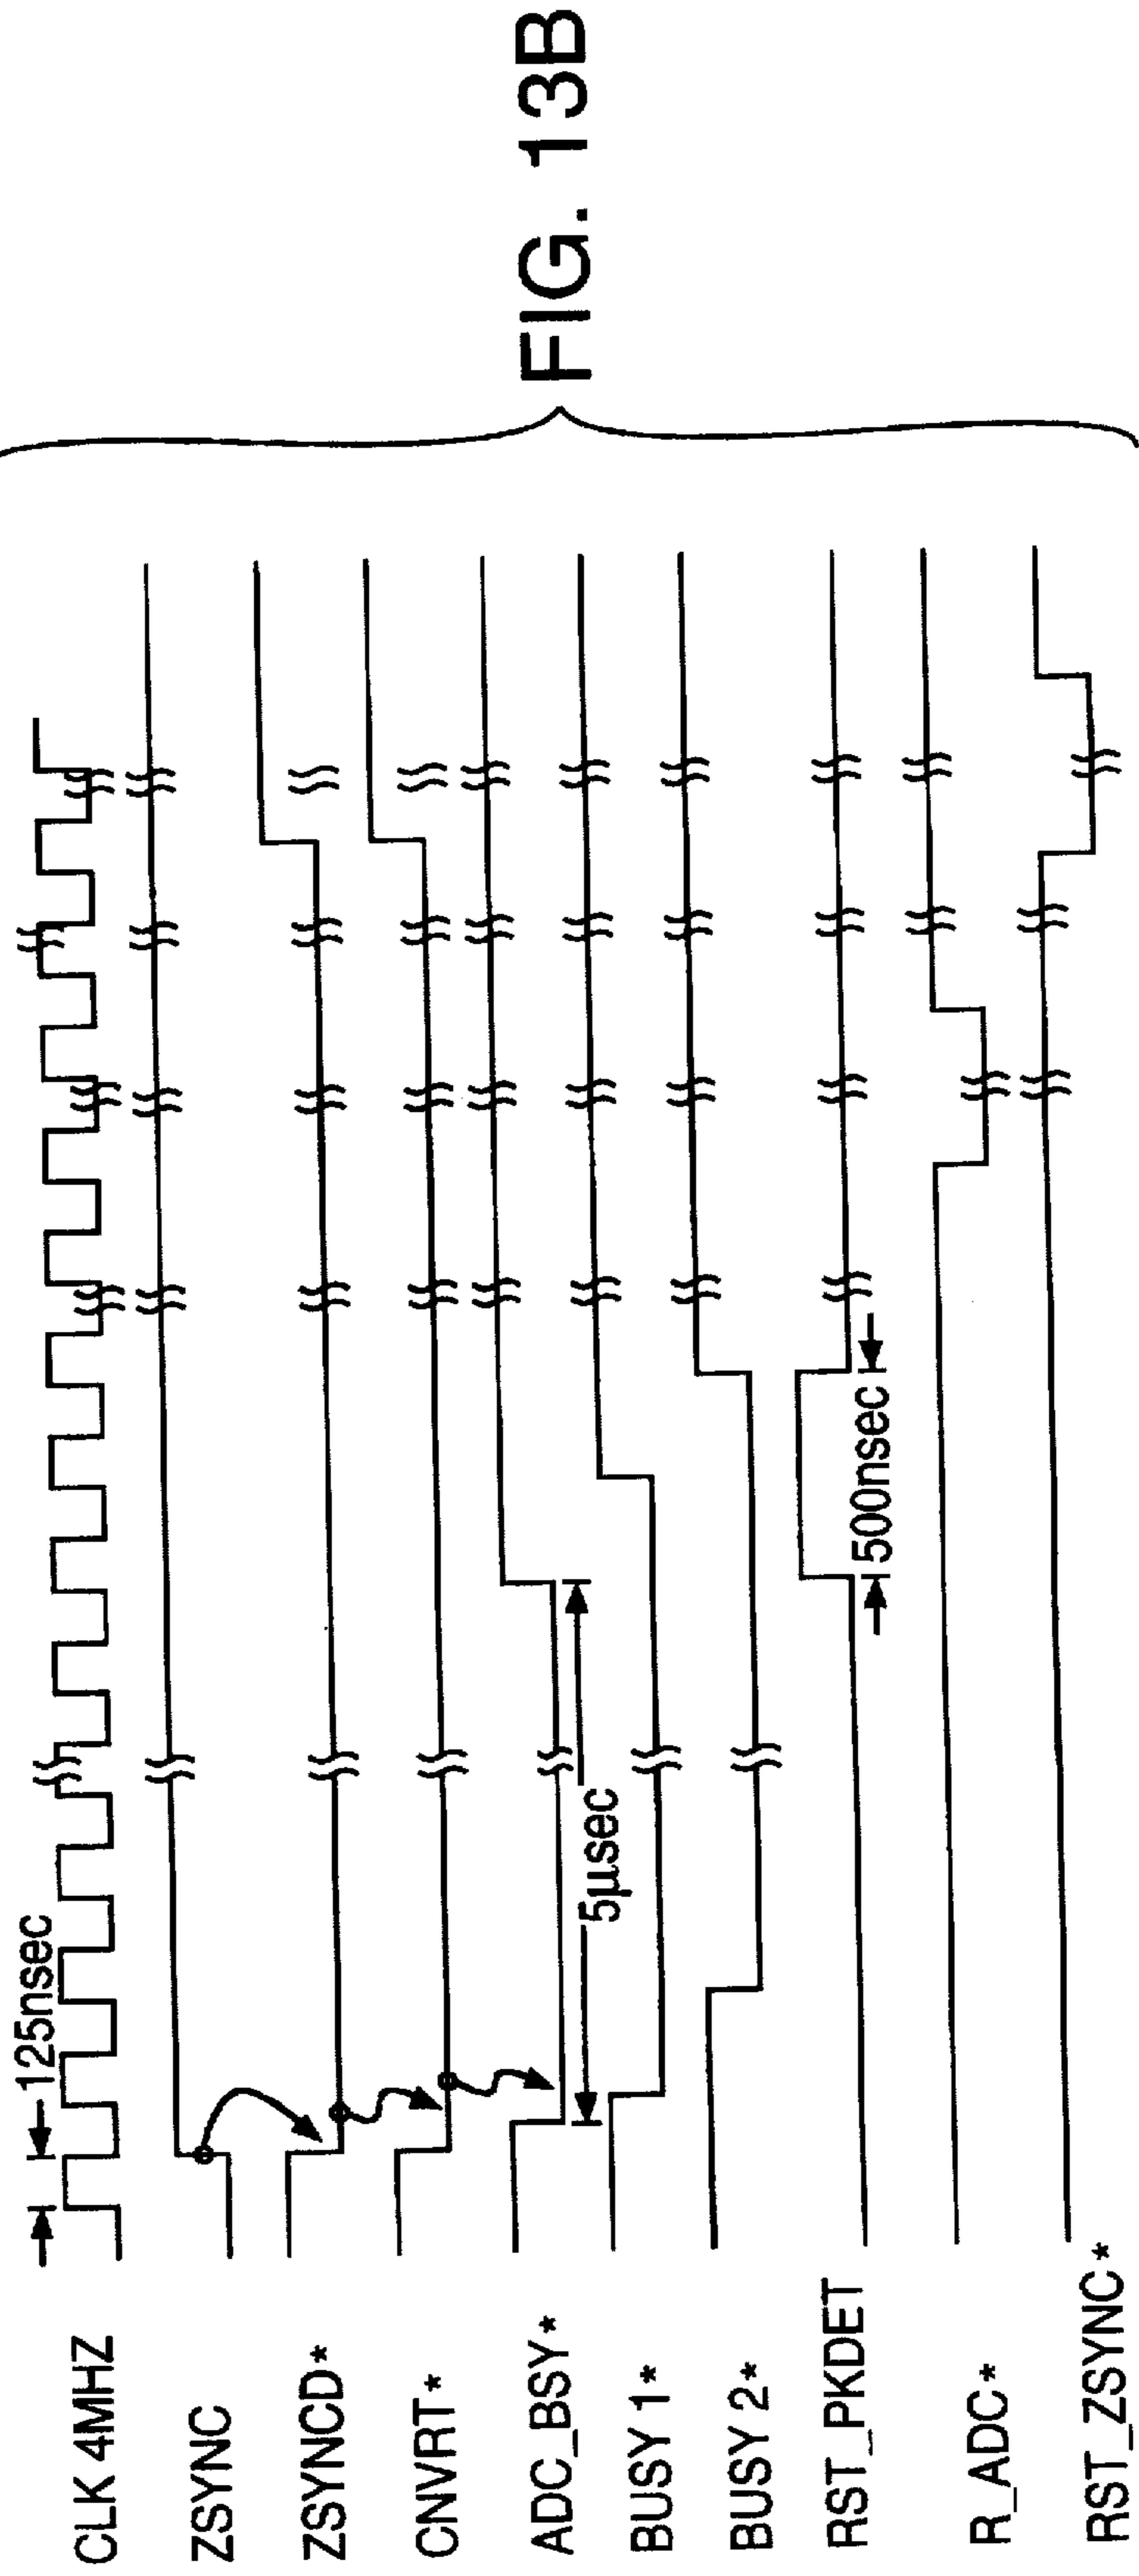 125nsec
CLK 4MHZ
ZSYNC
ZSYNCD*
CNVRT*
ADC_BSY*
5µsec
BUSY 1*
BUSY 2*
RST_PKDET
500nsec
R_ADC*
RST_ZSYNC*
FIG. 13B